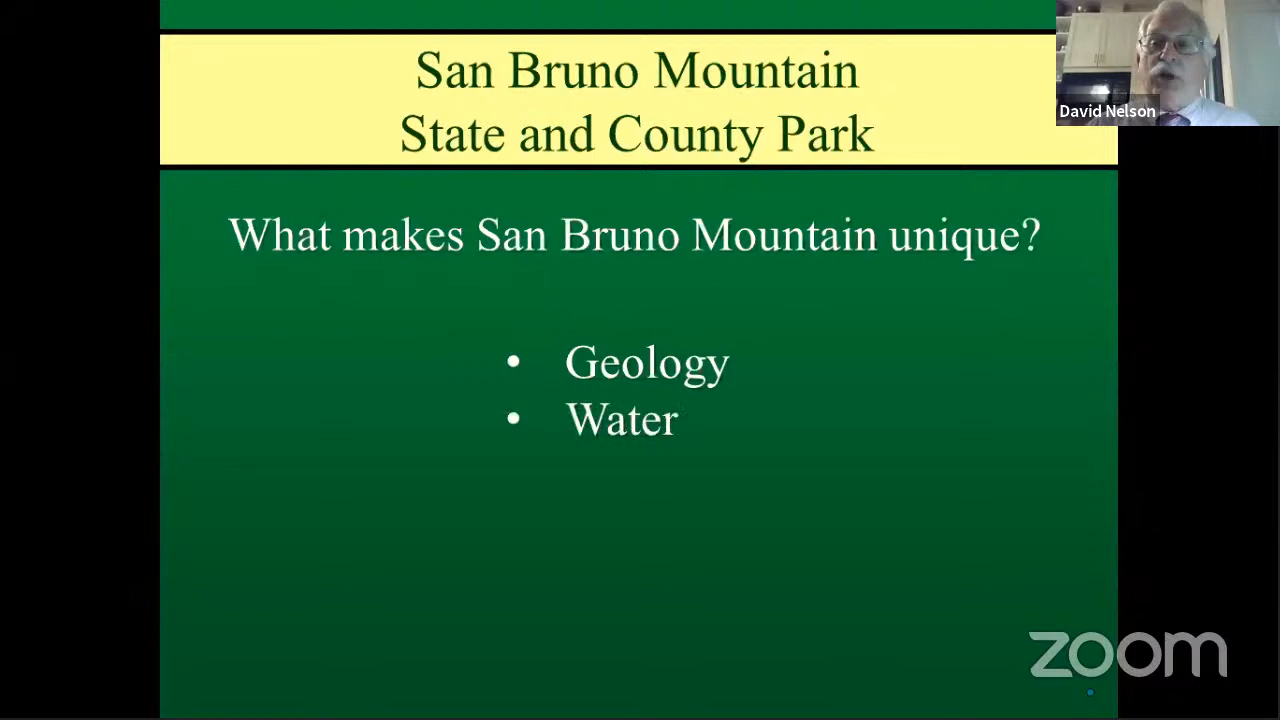 San Bruno Mountain
State and County Park
David Nelson
What makes San Bruno Mountain unique?
• Geology
• Water
zoom